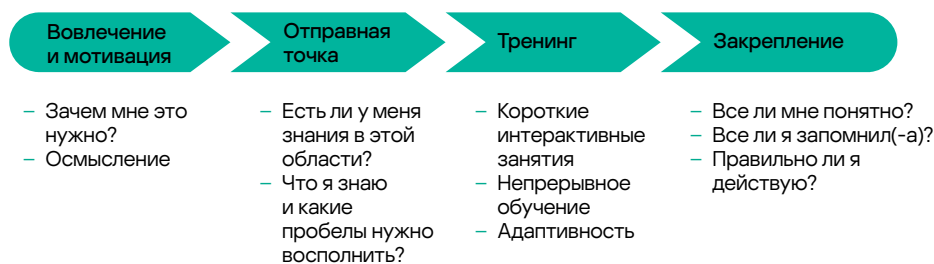 Вовлечение
и мотивация
Отправная
точка
Тренинг
Закрепление
– Зачем мне это
нужно?
– Осмысление
– Есть ли у меня
знания в этой
области?
– Что я знаю
и какие
пробелы нужно
восполнить?
– Короткие
интерактивные
занятия
– Непрерывное
обучение
– Адаптивность
– Все ли мне понятно?
– Все ли я запомнил(-а)?
– Правильно ли я
действую?